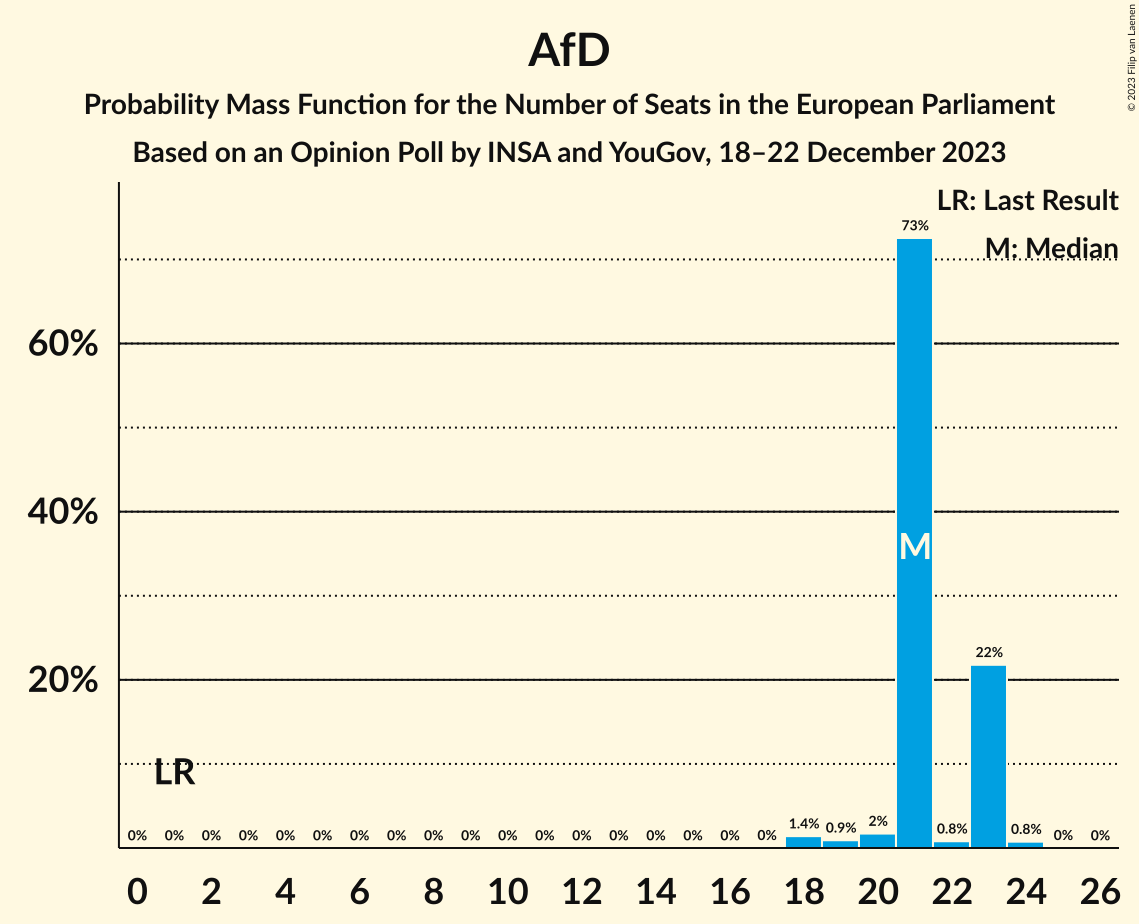 AfD
Probability Mass Function for the Number of Seats in the European Parliament
Based on an Opinion Poll by INSA and YouGov, 18–22 December 2023
© 2023 Filip van Laenen
LR: Last Result
M: Median
73%
60%
40%
M
22%
20%
LR
0% 0% 0% 0% 0% 0% 0% 0% 0% 0% 0% 0% 0% 0% 0% 0% 0% 0% 1.4% 0.9% 2% 0.8% 0.8% 0% 0%
0 2 4 6 8 10 12 14 16 18 20 22 24 26